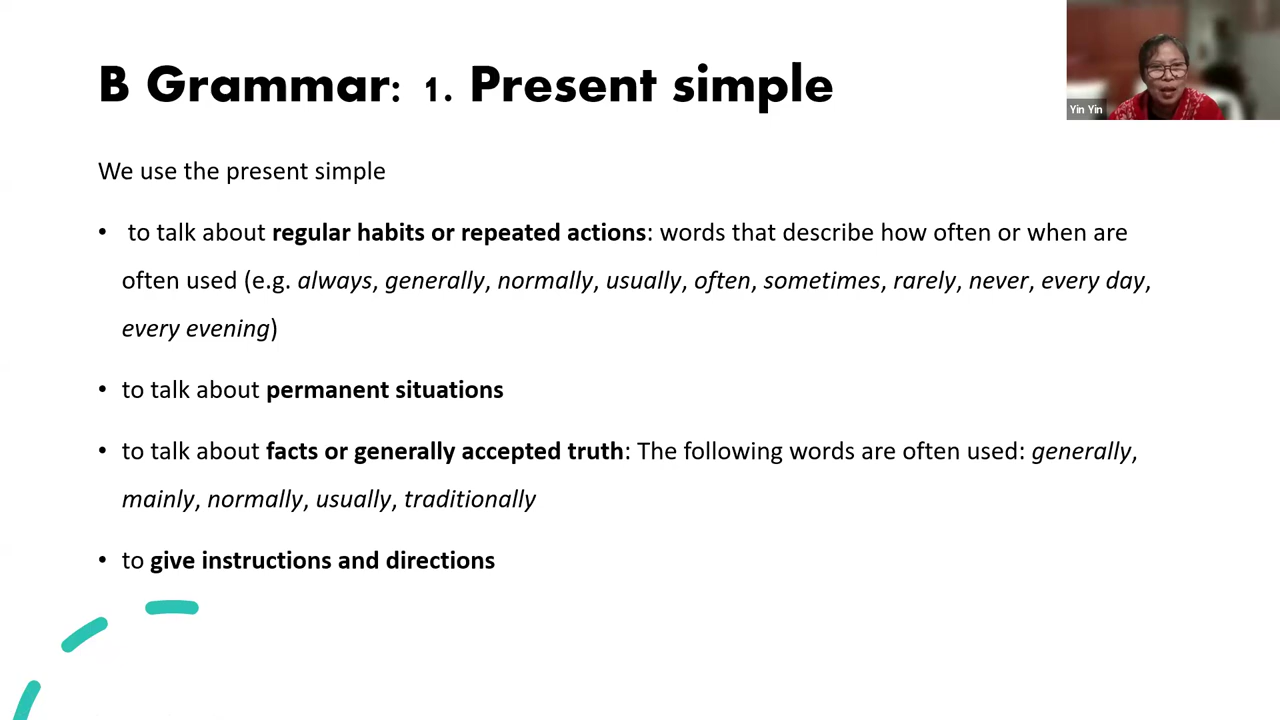 B Grammar: 1. Present simple
Yin Yin
We use the present simple
• to talk about regular habits or repeated actions: words that describe how often or when are
often used (e.g. always, generally, normally, usually, often, sometimes, rarely, never, every day,
every evening)
• to talk about permanent situations
• to talk about facts or generally accepted truth: The following words are often used: generally,
mainly, normally, usually, traditionally
• to give instructions and directions